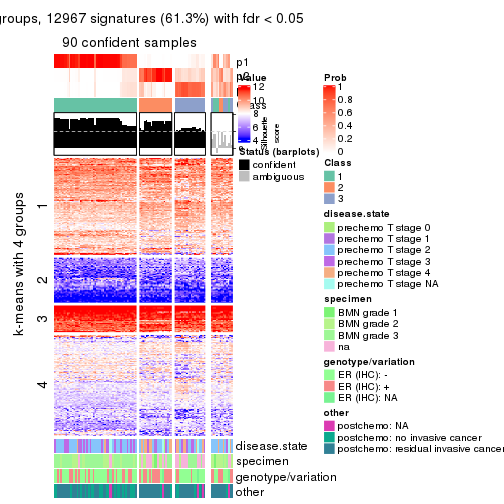 groups, 12967 signatures (61.3%) with fdr < 0.05
90 confident samples
p1
p2
Class
Silhouette score
Value
12
10
8
6
4
Status (barplots)
confident
ambiguous
Prob
1
0.8
0.6
0.4
0.2
0
Class
1
2
3
disease.state
prechemo T stage 0
prechemo T stage 1
prechemo T stage 2
prechemo T stage 3
prechemo T stage 4
prechemo T stage NA
specimen
BMN grade 1
BMN grade 2
BMN grade 3
na
genotype/variation
ER (IHC): -
ER (IHC): +
ER (IHC): NA
other
postchemo: NA
postchemo: no invasive cancer
postchemo: residual invasive cancer
k-means with 4 groups
1
2
3
4
disease.state
specimen
genotype/variation
other